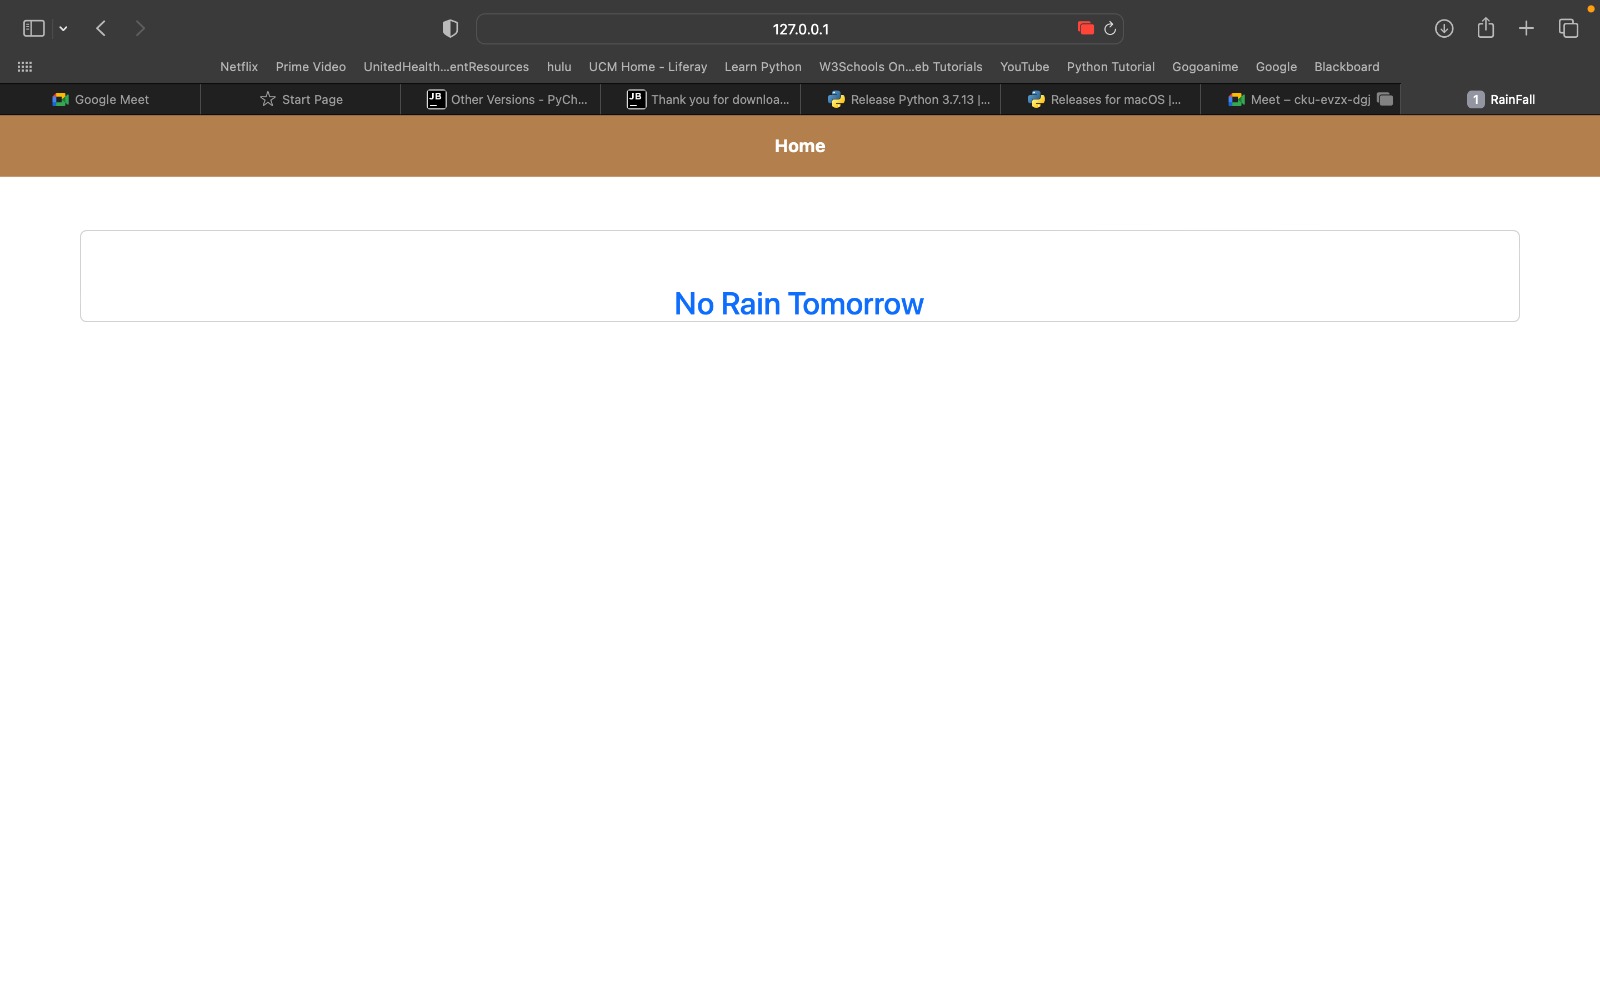 127.0.0.1
Netflix Prime Video UnitedHealth...entResources hulu UCM Home - Liferay Learn Python W3Schools On...eb Tutorials YouTube Python Tutorial Gogoanime Google Blackboard
Google Meet Start Page JB Other Versions - PyCh... JB Thank you for downloa... Release Python 3.7.13 |... Releases for macOS |... Meet – cku-evzx-dgj 1 RainFall
Home
No Rain Tomorrow